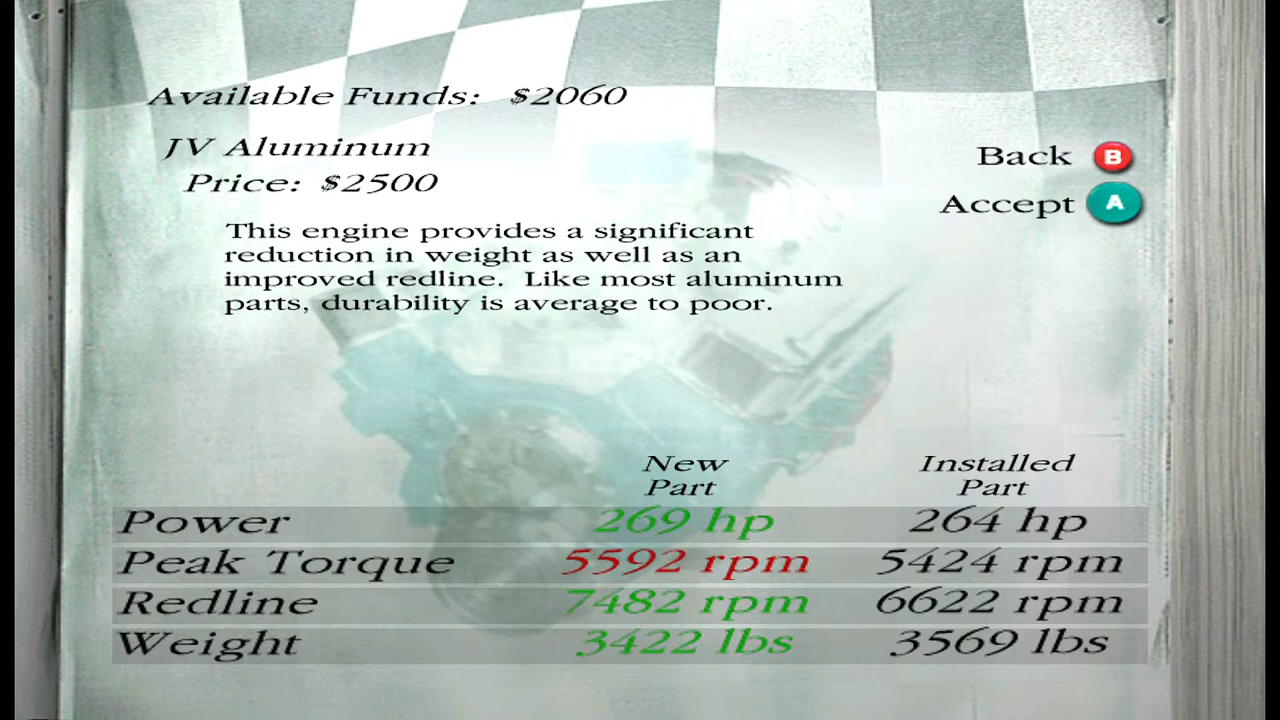 Available Funds: $2060
JV Aluminum
Price: $2500
Back B
Accept A
This engine provides a significant
reduction in weight as well as an
improved redline. Like most aluminum
parts, durability is average to poor.
New Installed
Part Part
Power 269 hp 264 hp
Peak Torque 5592 rpm 5424 rpm
Redline 7482 rpm 6622 rpm
Weight 3422 lbs 3569 lbs